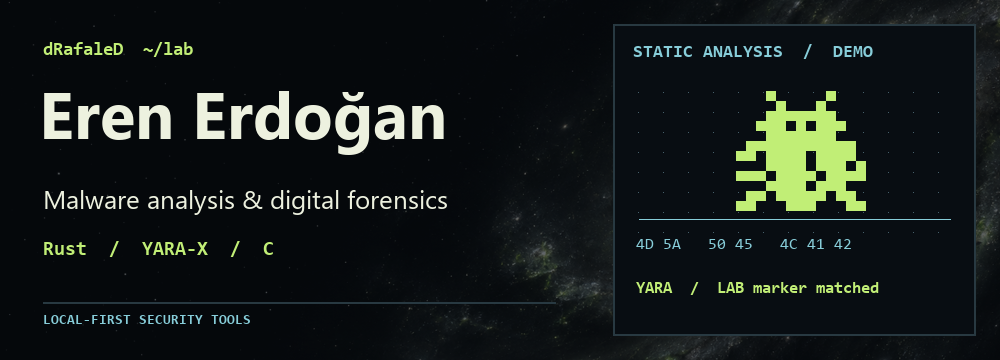 dRafaleD ~/lab
Eren Erdoğan
Malware analysis & digital forensics
Rust / YARA-X / C
LOCAL-FIRST SECURITY TOOLS
STATIC ANALYSIS / DEMO
4D 5A 50 45 4C 41 42
YARA / LAB marker matched